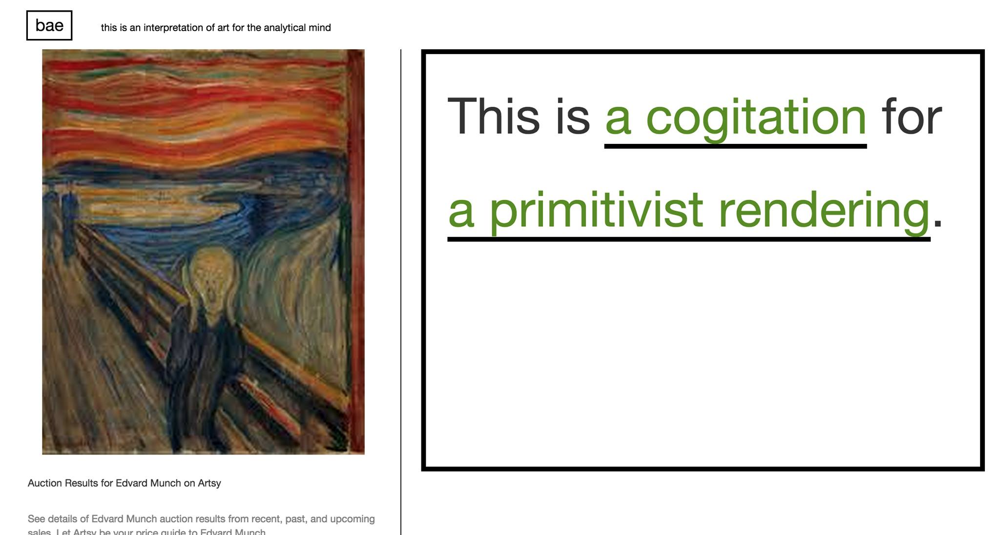 bae
this is an interpretation of art for the analytical mind
This is a cogitation for
a primitivist rendering.
Auction Results for Edvard Munch on Artsy
See details of Edvard Munch auction results from recent, past, and upcoming
sales. Let Artsy be your price guide to Edvard Munch